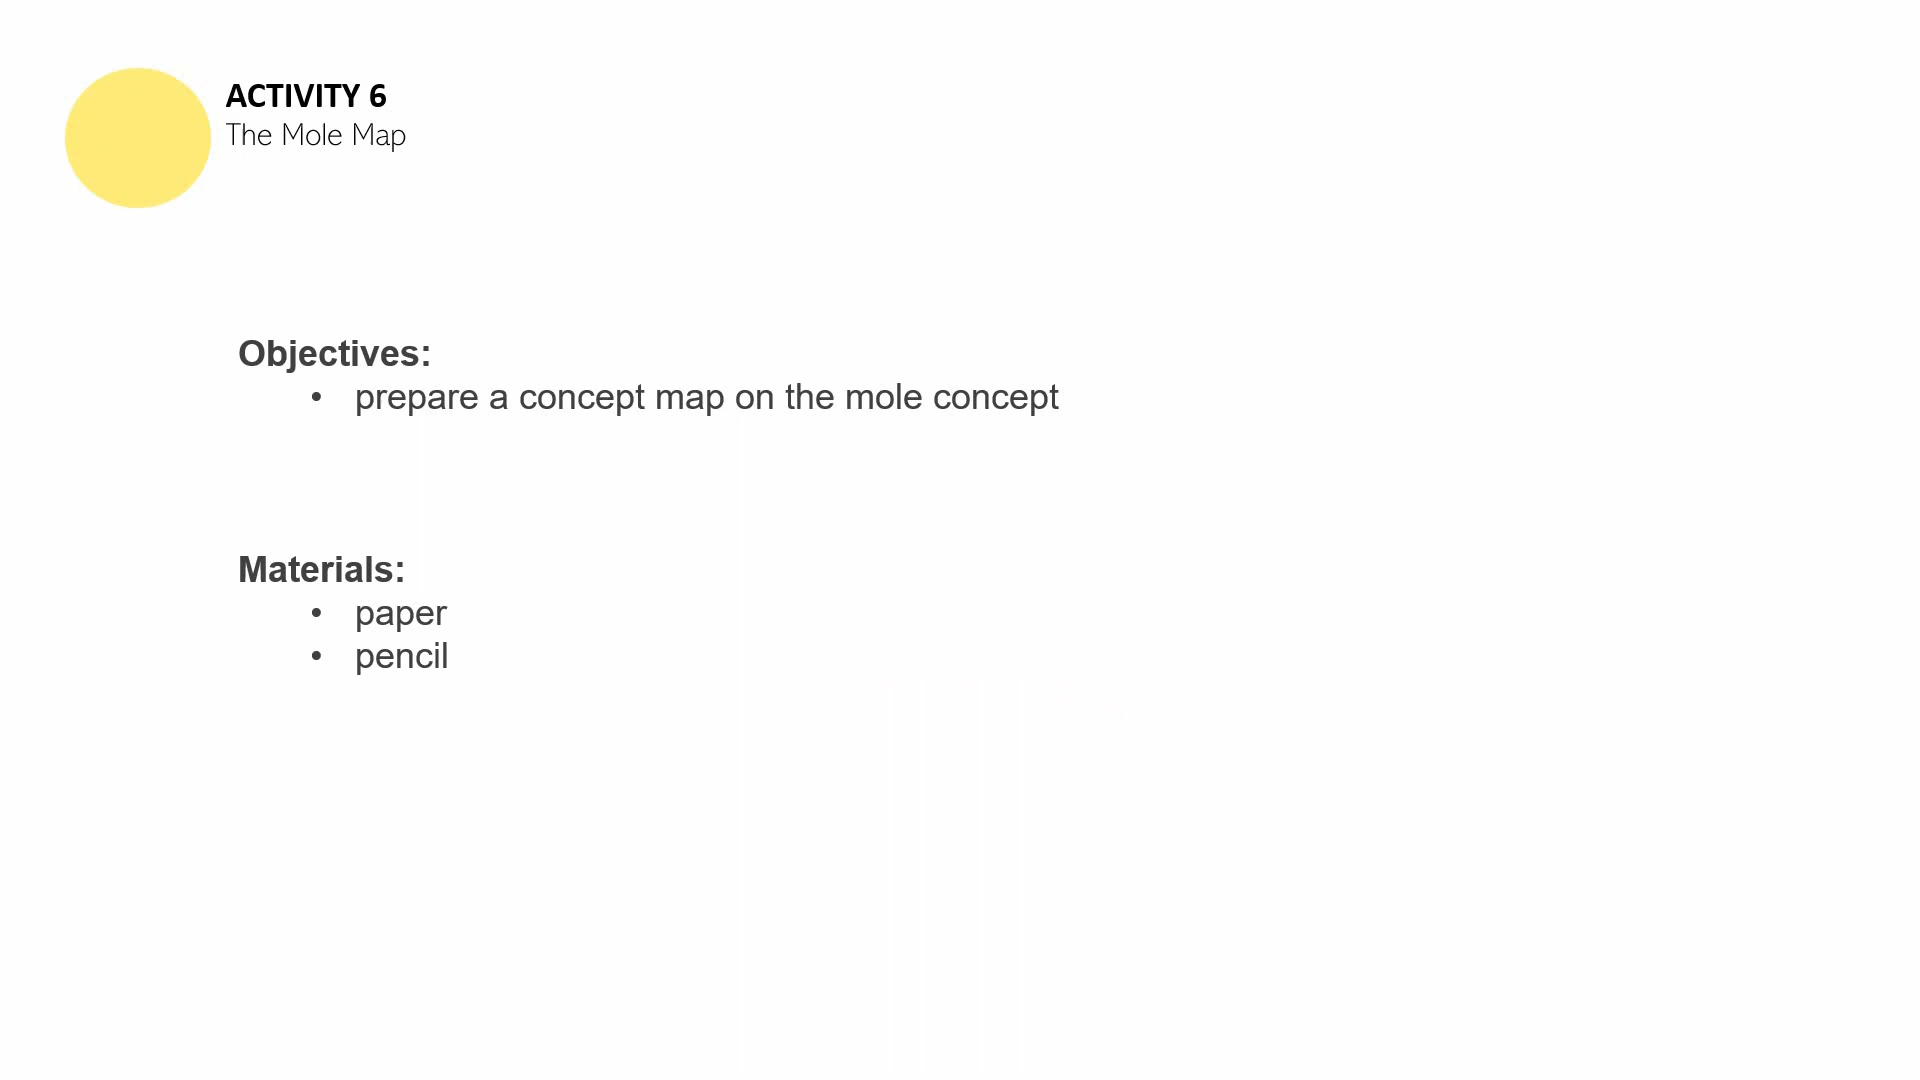 ACTIVITY 6
The Mole Map
Objectives:
• prepare a concept map on the mole concept
Materials:
• paper
• pencil